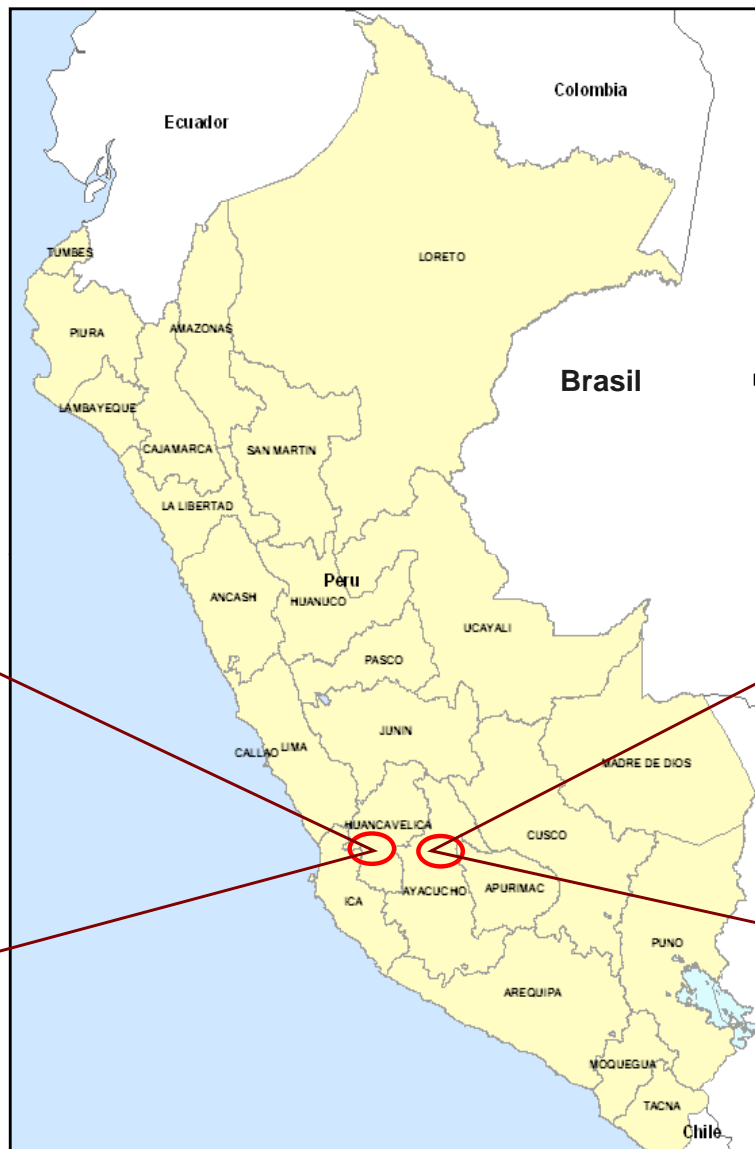 Colombia
Ecuador
TUMBES
LORETO
PIURA
AMAZONAS
Brasil
LAMBAYEQUE
CAJAMARCA
SAN MARTIN
LA LIBERTAD
Peru
ANCASH
HUANUCO
UCAYALI
PASCO
JUNIN
CALLAO
LIMA
MADRE DE DIOS
HUANCAVELICA
CUSCO
AYACUCHO
APURIMAC
ICA
PUNO
AREQUIPA
MOQUEGUA
TACNA
Chile